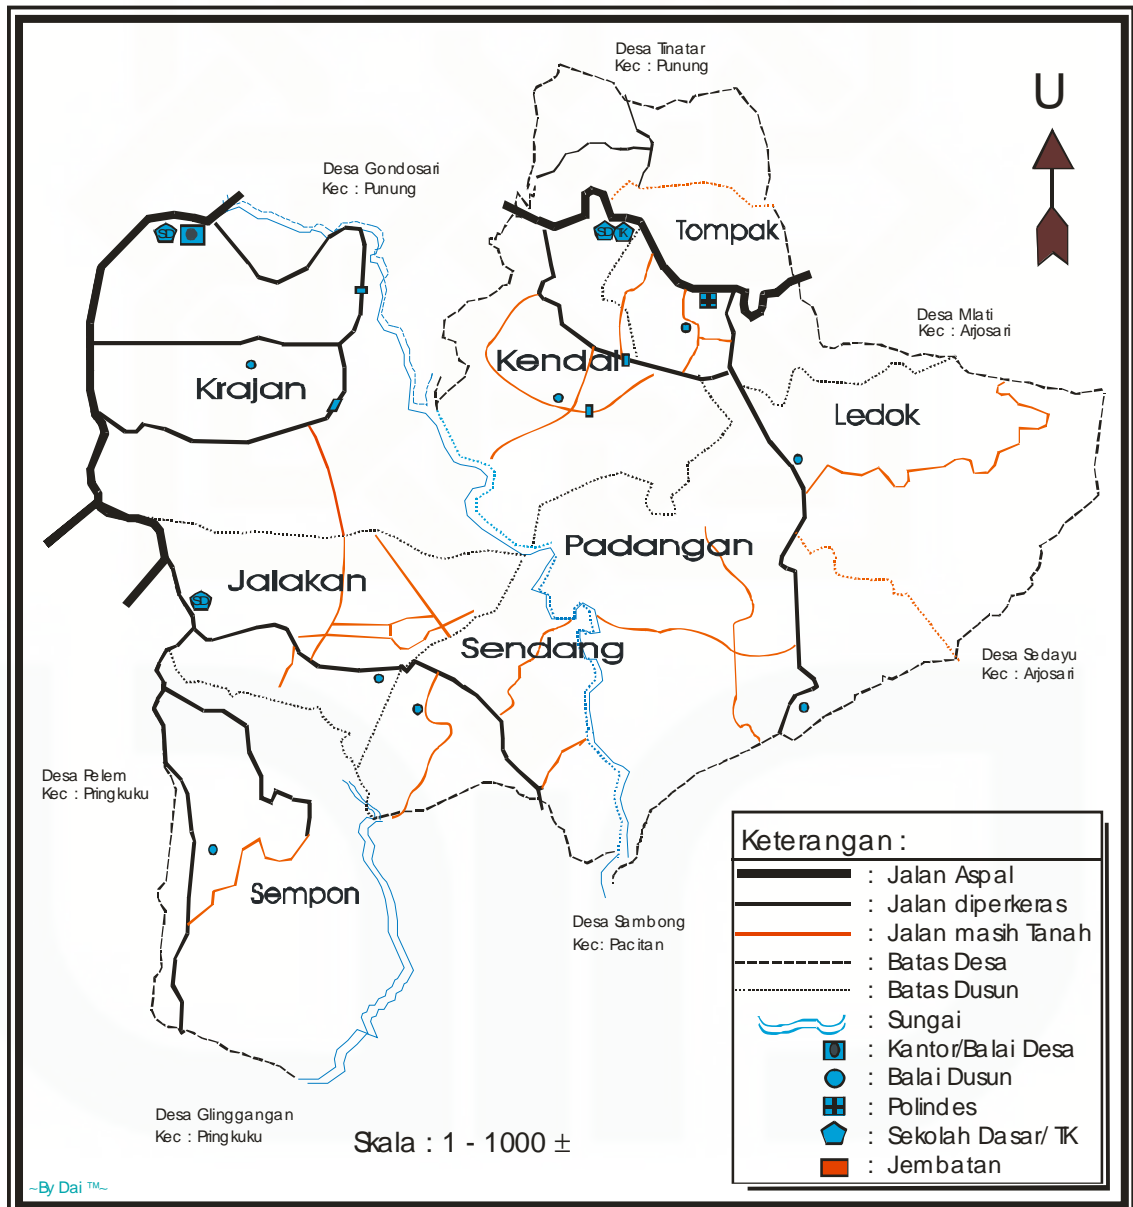 Desa Tinatar
Kec : Punung
U
Desa Gondosari
Kec : Punung
SD
SD
TK
Tompak
Desa Mlati
Kec : Arjosari
Kendal
Krajan
Ledok
Padangan
Jalakan
SD
Sendang
Desa Sedayu
Kec : Arjosari
Desa Pelem
Kec : Pringkuku
Sempon
Desa Sambong
Kec: Pacitan
Desa Glinggangan
Kec : Pringkuku
Skala : 1 - 1000 ±
Keterangan :
: Jalan Aspal
: Jalan diperkeras
: Jalan masih Tanah
: Batas Desa
: Batas Dusun
: Sungai
: Kantor/Balai Desa
: Balai Dusun
: Polindes
: Sekolah Dasar/ TK
: Jembatan
~By Dai ™~